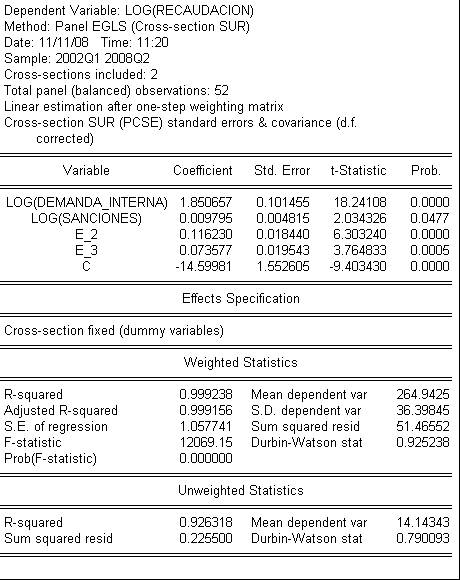 Dependent Variable: LOG(RECAUDACION)
Method: Panel EGLS (Cross-section SUR)
Date: 11/11/08 Time: 11:20
Sample: 2002Q1 2008Q2
Cross-sections included: 2
Total panel (balanced) observations: 52
Linear estimation after one-step weighting matrix
Cross-section SUR (PCSE) standard errors & covariance (d.f.
corrected)
Variable Coefficient Std. Error t-Statistic Prob.
LOG(DEMANDA_INTERNA) 1.850657 0.101455 18.24108 0.0000
LOG(SANCIONES) 0.009795 0.004815 2.034326 0.0477
E_2 0.116230 0.018440 6.303240 0.0000
E_3 0.073577 0.019543 3.764833 0.0005
C -14.59981 1.552605 -9.403430 0.0000
Effects Specification
Cross-section fixed (dummy variables)
Weighted Statistics
R-squared 0.999238 Mean dependent var 264.9425
Adjusted R-squared 0.999156 S.D. dependent var 36.39845
S.E. of regression 1.057741 Sum squared resid 51.46552
F-statistic 12069.15 Durbin-Watson stat 0.925238
Prob(F-statistic) 0.000000
Unweighted Statistics
R-squared 0.926318 Mean dependent var 14.14343
Sum squared resid 0.225500 Durbin-Watson stat 0.790093